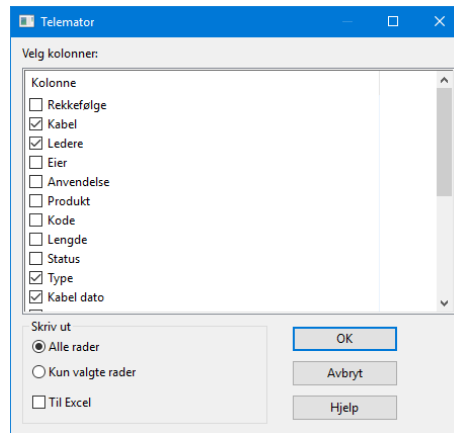 Telemator
Velg kolonner:
Kolonne
Rekkefølge
Kabel
Ledere
Eier
Anvendelse
Produkt
Kode
Lengde
Status
Type
Kabel dato
Skriv ut
Alle rader
Kun valgte rader
Til Excel
OK
Avbryt
Hjelp